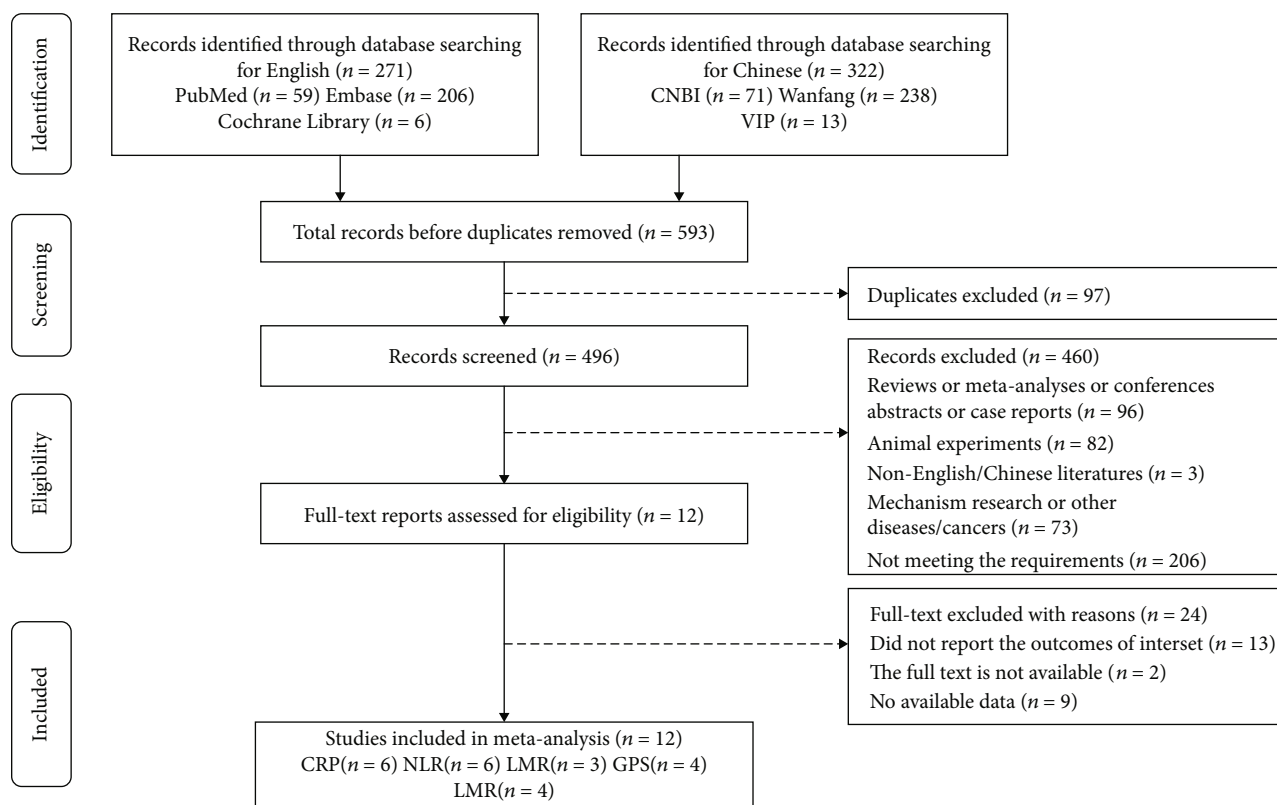 Identification
Records identified through database searching
for English (n = 271)
PubMed (n = 59) Embase (n = 206)
Cochrane Library (n = 6)
Records identified through database searching
for Chinese (n = 322)
CNBI (n = 71) Wanfang (n = 238)
VIP (n = 13)
Screening
Total records before duplicates removed (n = 593)
Duplicates excluded (n = 97)
Records screened (n = 496)
Eligibility
Records excluded (n = 460)
Reviews or meta-analyses or conferences
abstracts or case reports (n = 96)
Animal experiments (n = 82)
Non-English/Chinese literatures (n = 3)
Mechanism research or other
diseases/cancers (n = 73)
Not meeting the requirements (n = 206)
Full-text reports assessed for eligibility (n = 12)
Included
Full-text excluded with reasons (n = 24)
Did not report the outcomes of interset (n = 13)
The full text is not available (n = 2)
No available data (n = 9)
Studies included in meta-analysis (n = 12)
CRP(n = 6) NLR(n = 6) LMR(n = 3) GPS(n = 4)
LMR(n = 4)